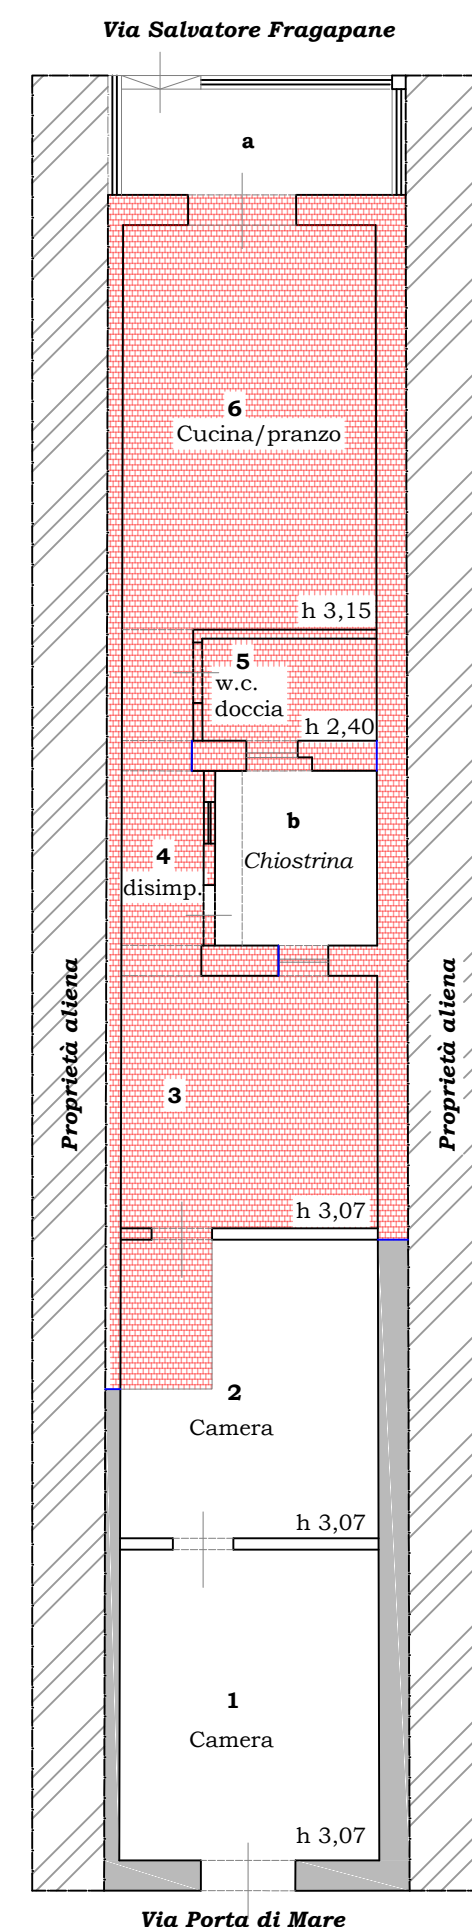 Via Salvatore Fragapane
a
6
Cucina/pranzo
h 3,15
5
w.c.
doccia
h 2,40
b
Chiostrina
4
disimp.
Proprietà aliena
Proprietà aliena
3
h 3,07
2
Camera
h 3,07
1
Camera
h 3,07
Via Porta di Mare